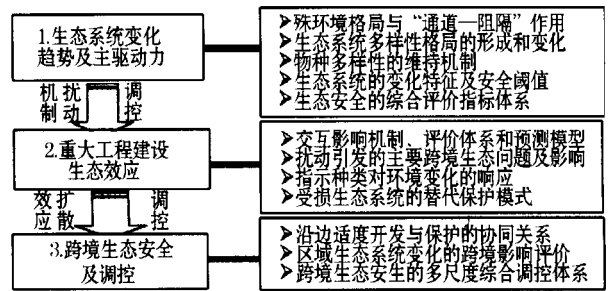 1.生态系统变化
趋势及主驱动力
➢殊环境格局与“通道—阻隔”作用
➢生态系统多样性格局的形成和变化
➢物种多样性的维持机制
➢生态系统的变化特征及安全阈值
➢生态安全的综合评价指标体系
机 扰 调
制 动 控
2.重大工程建设
生态效应
➢交互影响机制、评价体系和预测模型
➢扰动引发的主要跨境生态问题及影响
➢指示种类对环境变化的响应
➢受损生态系统的替代保护模式
效 扩 调
应 散 控
3.跨境生态安全
及调控
➢沿边适度开发与保护的协同关系
➢区域生态系统变化的跨境影响评价
➢跨境生态安生的多尺度综合调控体系